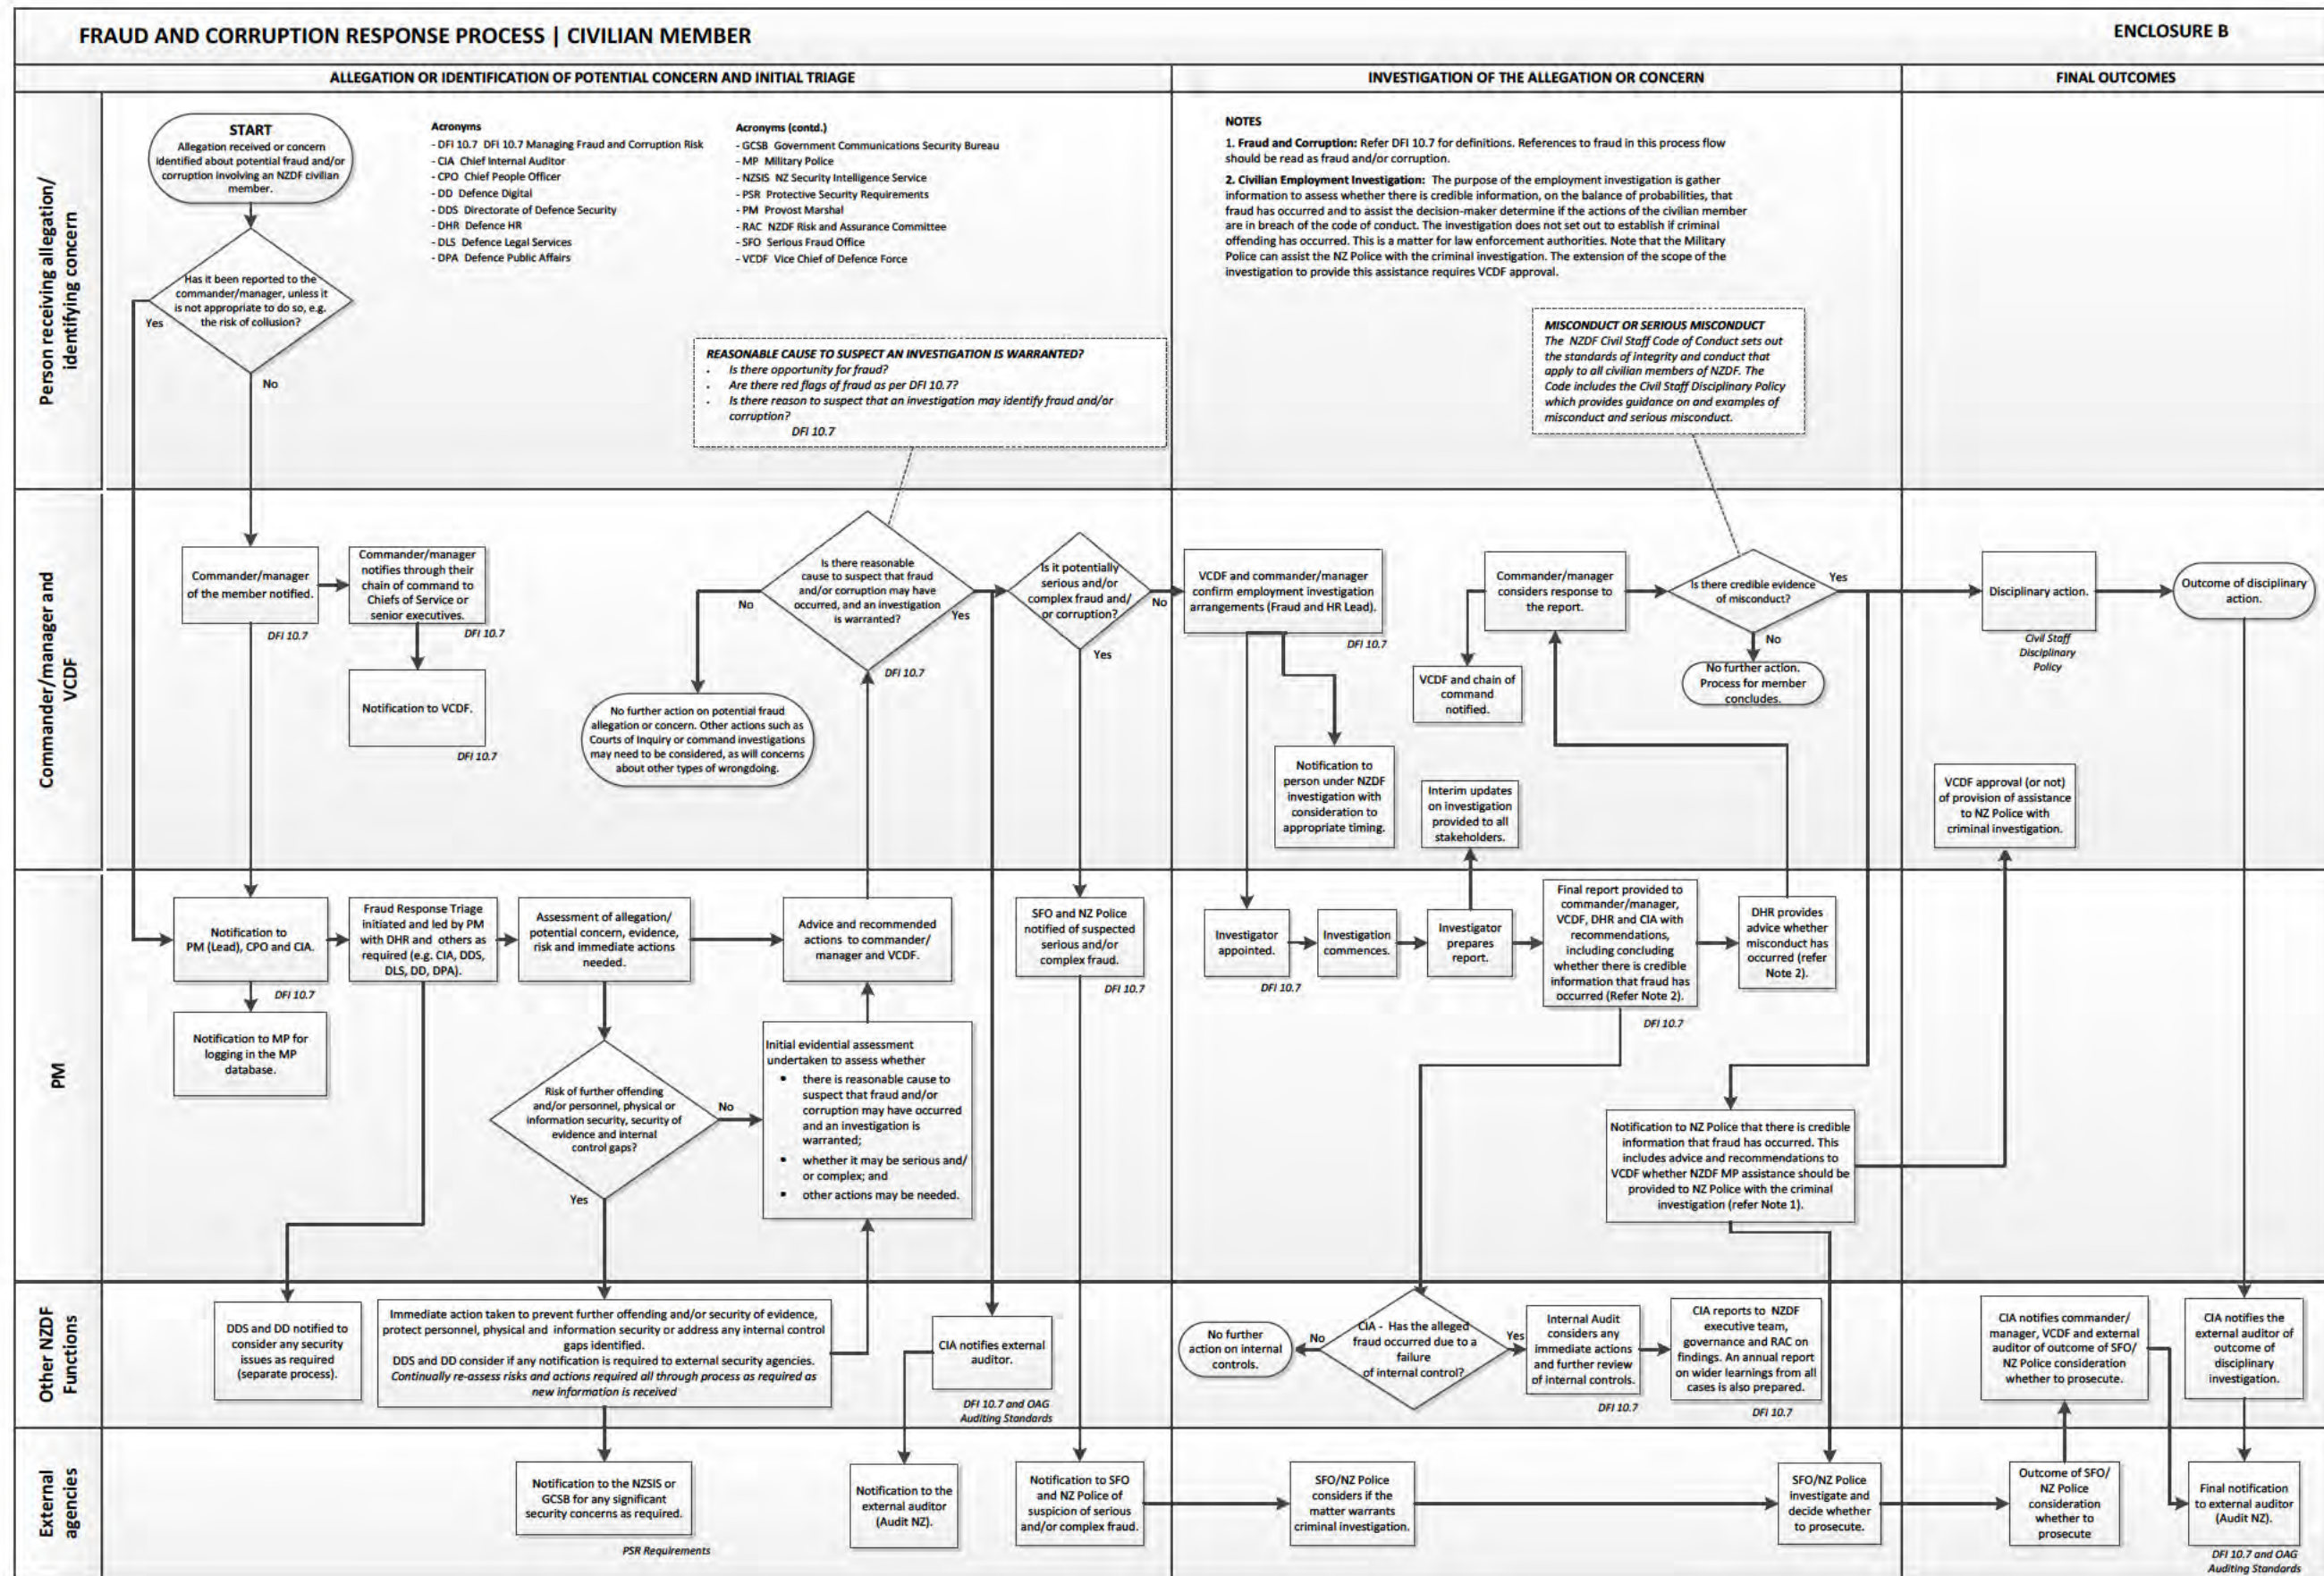 FRAUD AND CORRUPTION RESPONSE PROCESS | CIVILIAN MEMBER
ENCLOSURE B
ALLEGATION OR IDENTIFICATION OF POTENTIAL CONCERN AND INITIAL TRIAGE
INVESTIGATION OF THE ALLEGATION OR CONCERN
FINAL OUTCOMES
Person receiving allegation/
identifying concern
START
Allegation received or concern
identified about potential fraud and/or
corruption involving an NZDF civilian
member.
Has it been reported to the
commander/manager, unless it
is not appropriate to do so, e.g.
the risk of collusion?
Yes
No
Acronyms
- DFI 10.7 DFI 10.7 Managing Fraud and Corruption Risk
- CIA Chief Internal Auditor
- CPO Chief People Officer
- DD Defence Digital
- DDS Directorate of Defence Security
- DHR Defence HR
- DLS Defence Legal Services
- DPA Defence Public Affairs
Acronyms (contd.)
- GCSB Government Communications Security Bureau
- MP Military Police
- NZSIS NZ Security Intelligence Service
- PSR Protective Security Requirements
- PM Provost Marshal
- RAC NZDF Risk and Assurance Committee
- SFO Serious Fraud Office
- VCDF Vice Chief of Defence Force
REASONABLE CAUSE TO SUSPECT AN INVESTIGATION IS WARRANTED?
· Is there opportunity for fraud?
· Are there red flags of fraud as per DFI 10.7?
· Is there reason to suspect that an investigation may identify fraud and/or
corruption?
DFI 10.7
NOTES
1. Fraud and Corruption: Refer DFI 10.7 for definitions. References to fraud in this process flow
should be read as fraud and/or corruption.
2. Civilian Employment Investigation: The purpose of the employment investigation is gather
information to assess whether there is credible information, on the balance of probabilities, that
fraud has occurred and to assist the decision-maker determine if the actions of the civilian member
are in breach of the code of conduct. The investigation does not set out to establish if criminal
offending has occurred. This is a matter for law enforcement authorities. Note that the Military
Police can assist the NZ Police with the criminal investigation. The extension of the scope of the
investigation to provide this assistance requires VCDF approval.
MISCONDUCT OR SERIOUS MISCONDUCT
The NZDF Civil Staff Code of Conduct sets out
the standards of integrity and conduct that
apply to all civilian members of NZDF. The
Code includes the Civil Staff Disciplinary Policy
which provides guidance on and examples of
misconduct and serious misconduct.
Commander/manager and
VCDF
Commander/manager
of the member notified.
DFI 10.7
Commander/manager
notifies through their
chain of command to
Chiefs of Service or
senior executives.
DFI 10.7
Notification to VCDF.
DFI 10.7
Is there reasonable
cause to suspect that fraud
and/or corruption may have
occurred, and an investigation
is warranted?
No
Yes
DFI 10.7
No further action on potential fraud
allegation or concern. Other actions such as
Courts of Inquiry or command investigations
may need to be considered, as will concerns
about other types of wrongdoing.
Is it potentially
serious and/or
complex fraud and/
or corruption?
No
Yes
VCDF and commander/manager
confirm employment investigation
arrangements (Fraud and HR Lead).
DFI 10.7
Notification to
person under NZDF
investigation with
consideration to
appropriate timing.
Commander/manager
considers response to
the report.
VCDF and chain of
command
notified.
Interim updates
on investigation
provided to all
stakeholders.
Is there credible evidence
of misconduct?
Yes
No
No further action.
Process for member
concludes.
Disciplinary action.
Civil Staff
Disciplinary
Policy
Outcome of disciplinary
action.
VCDF approval (or not)
of provision of assistance
to NZ Police with
criminal investigation.
PM
Notification to
PM (Lead), CPO and CIA.
DFI 10.7
Notification to MP for
logging in the MP
database.
Fraud Response Triage
initiated and led by PM
with DHR and others as
required (e.g. CIA, DDS,
DLS, DD, DPA).
Assessment of allegation/
potential concern, evidence,
risk and immediate actions
needed.
Risk of further offending
and/or personnel, physical or
information security, security of
evidence and internal
control gaps?
No
Yes
Advice and recommended
actions to commander/
manager and VCDF.
Initial evidential assessment
undertaken to assess whether
▪ there is reasonable cause to
suspect that fraud and/or
corruption may have occurred
and an investigation is
warranted;
▪ whether it may be serious and/
or complex; and
▪ other actions may be needed.
SFO and NZ Police
notified of suspected
serious and/or
complex fraud.
DFI 10.7
Investigator
appointed.
DFI 10.7
Investigation
commences.
Investigator
prepares
report.
Final report provided to
commander/manager,
VCDF, DHR and CIA with
recommendations,
including concluding
whether there is credible
information that fraud has
occurred (Refer Note 2).
DFI 10.7
DHR provides
advice whether
misconduct has
occurred (refer
Note 2).
Notification to NZ Police that there is credible
information that fraud has occurred. This
includes advice and recommendations to
VCDF whether NZDF MP assistance should be
provided to NZ Police with the criminal
investigation (refer Note 1).
Other NZDF
Functions
DDS and DD notified to
consider any security
issues as required
(separate process).
Immediate action taken to prevent further offending and/or security of evidence,
protect personnel, physical and information security or address any internal control
gaps identified.
DDS and DD consider if any notification is required to external security agencies.
Continually re-assess risks and actions required all through process as required as
new information is received
CIA notifies external
auditor.
DFI 10.7 and OAG
Auditing Standards
No further
action on internal
controls.
No
CIA - Has the alleged
fraud occurred due to a
failure
of internal control?
Yes
Internal Audit
considers any
immediate actions
and further review
of internal controls.
DFI 10.7
CIA reports to NZDF
executive team,
governance and RAC on
findings. An annual report
on wider learnings from all
cases is also prepared.
DFI 10.7
CIA notifies commander/
manager, VCDF and external
auditor of outcome of SFO/
NZ Police consideration
whether to prosecute.
CIA notifies the
external auditor of
outcome of
disciplinary
investigation.
External
agencies
Notification to the NZSIS or
GCSB for any significant
security concerns as required.
PSR Requirements
Notification to the
external auditor
(Audit NZ).
Notification to SFO
and NZ Police of
suspicion of serious
and/or complex fraud.
SFO/NZ Police
considers if the
matter warrants
criminal investigation.
SFO/NZ Police
investigate and
decide whether
to prosecute.
Outcome of SFO/
NZ Police
consideration
whether to
prosecute
Final notification
to external auditor
(Audit NZ).
DFI 10.7 and OAG
Auditing Standards